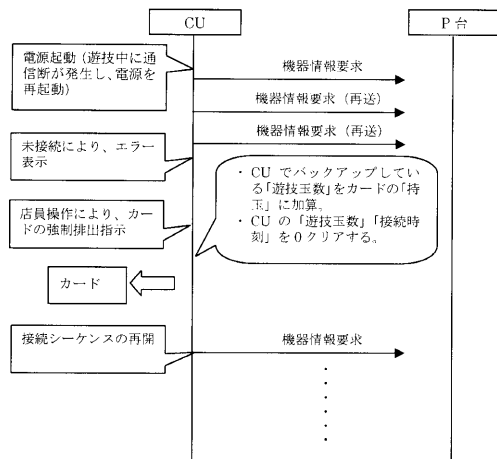 CU
P 台
電源起動（遊技中に通
信断が発生し、電源を
再起動）
機器情報要求
機器情報要求（再送）
機器情報要求（再送）
未接続により、エラー
表示
・ CU でバックアップしてい
る「遊技玉数」をカードの「持
玉」に加算。
・ CU の「遊技玉数」「接続時
刻」を０クリアする。
店員操作により、カー
ドの強制排出指示
カード
接続シーケンスの再開
機器情報要求